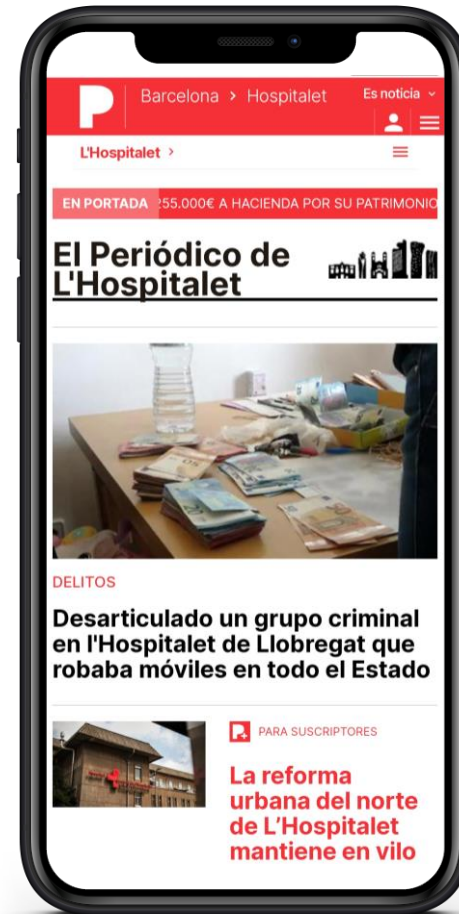 Barcelona > Hospitalet
Es noticia
L'Hospitalet >
EN PORTADA 255.000€ A HACIENDA POR SU PATRIMONIO
El Periódico de
L'Hospitalet
DELITOS
Desarticulado un grupo criminal
en l'Hospitalet de Llobregat que
robaba móviles en todo el Estado
PARA SUSCRIPTORES
La reforma
urbana del norte
de L'Hospitalet
mantiene en vilo